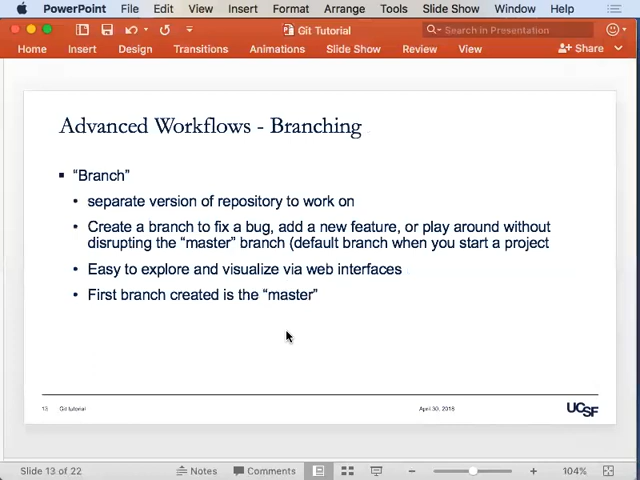 PowerPoint File Edit View Insert Format Arrange Tools Slide Show Window Help
Git Tutorial
Search in Presentation
Home Insert Design Transitions Animations Slide Show Review View Share
Advanced Workflows - Branching
▪ “Branch”
• separate version of repository to work on
• Create a branch to fix a bug, add a new feature, or play around without
disrupting the “master” branch (default branch when you start a project
• Easy to explore and visualize via web interfaces
• First branch created is the “master”
13 Git tutorial April 30, 2018 UCSF
Slide 13 of 22 Notes Comments 104%